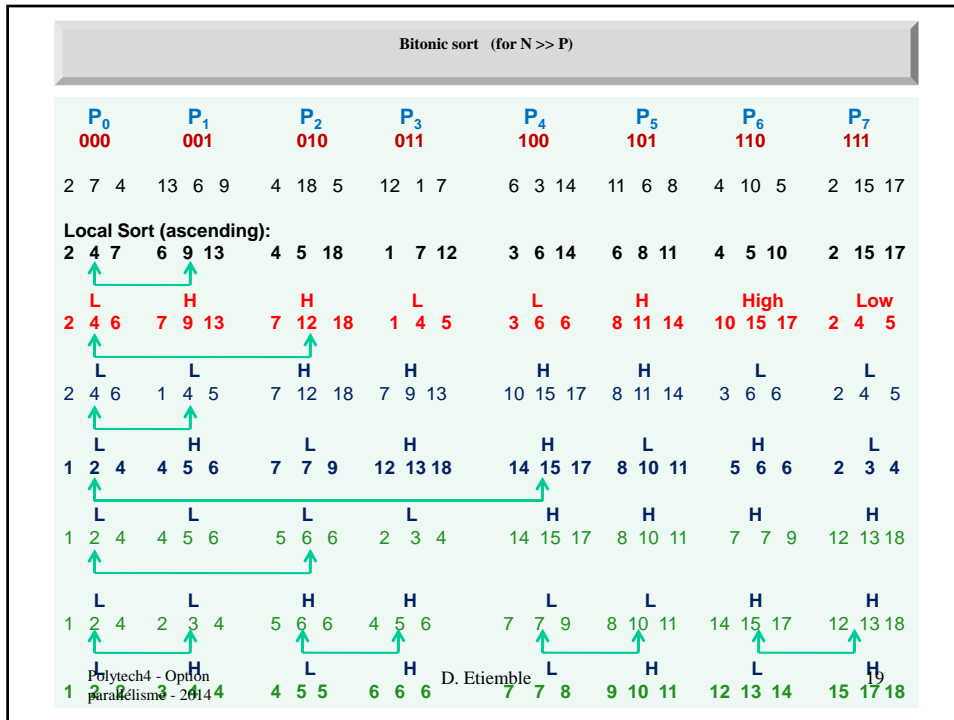 Bitonic sort (for N >> P)
P0 P1 P2 P3 P4 P5 P6 P7
000 001 010 011 100 101 110 111
2 7 4 13 6 9 4 18 5 12 1 7 6 3 14 11 6 8 4 10 5 2 15 17
Local Sort (ascending):
2 4 7 6 9 13 4 5 18 1 7 12 3 6 14 6 8 11 4 5 10 2 15 17
L H H L L H High Low
2 4 6 7 9 13 7 12 18 1 4 5 3 6 6 8 11 14 10 15 17 2 4 5
L L H H H H L L
2 4 6 1 4 5 7 12 18 7 9 13 10 15 17 8 11 14 3 6 6 2 4 5
L H L H H L H L
1 2 4 4 5 6 7 7 9 12 13 18 14 15 17 8 10 11 5 6 6 2 3 4
L L L L H H H H
1 2 4 4 5 6 5 6 6 2 3 4 14 15 17 8 10 11 7 7 9 12 13 18
L L H H L L H H
1 2 4 2 3 4 5 6 6 4 5 6 7 7 9 8 10 11 14 15 17 12 13 18
L H L H L H L H
1 2 2 3 4 4 4 5 5 6 6 6 7 7 8 9 10 11 12 13 14 15 17 18
Polytech4 - Option
parallélisme - 2014
D. Etiemble
19